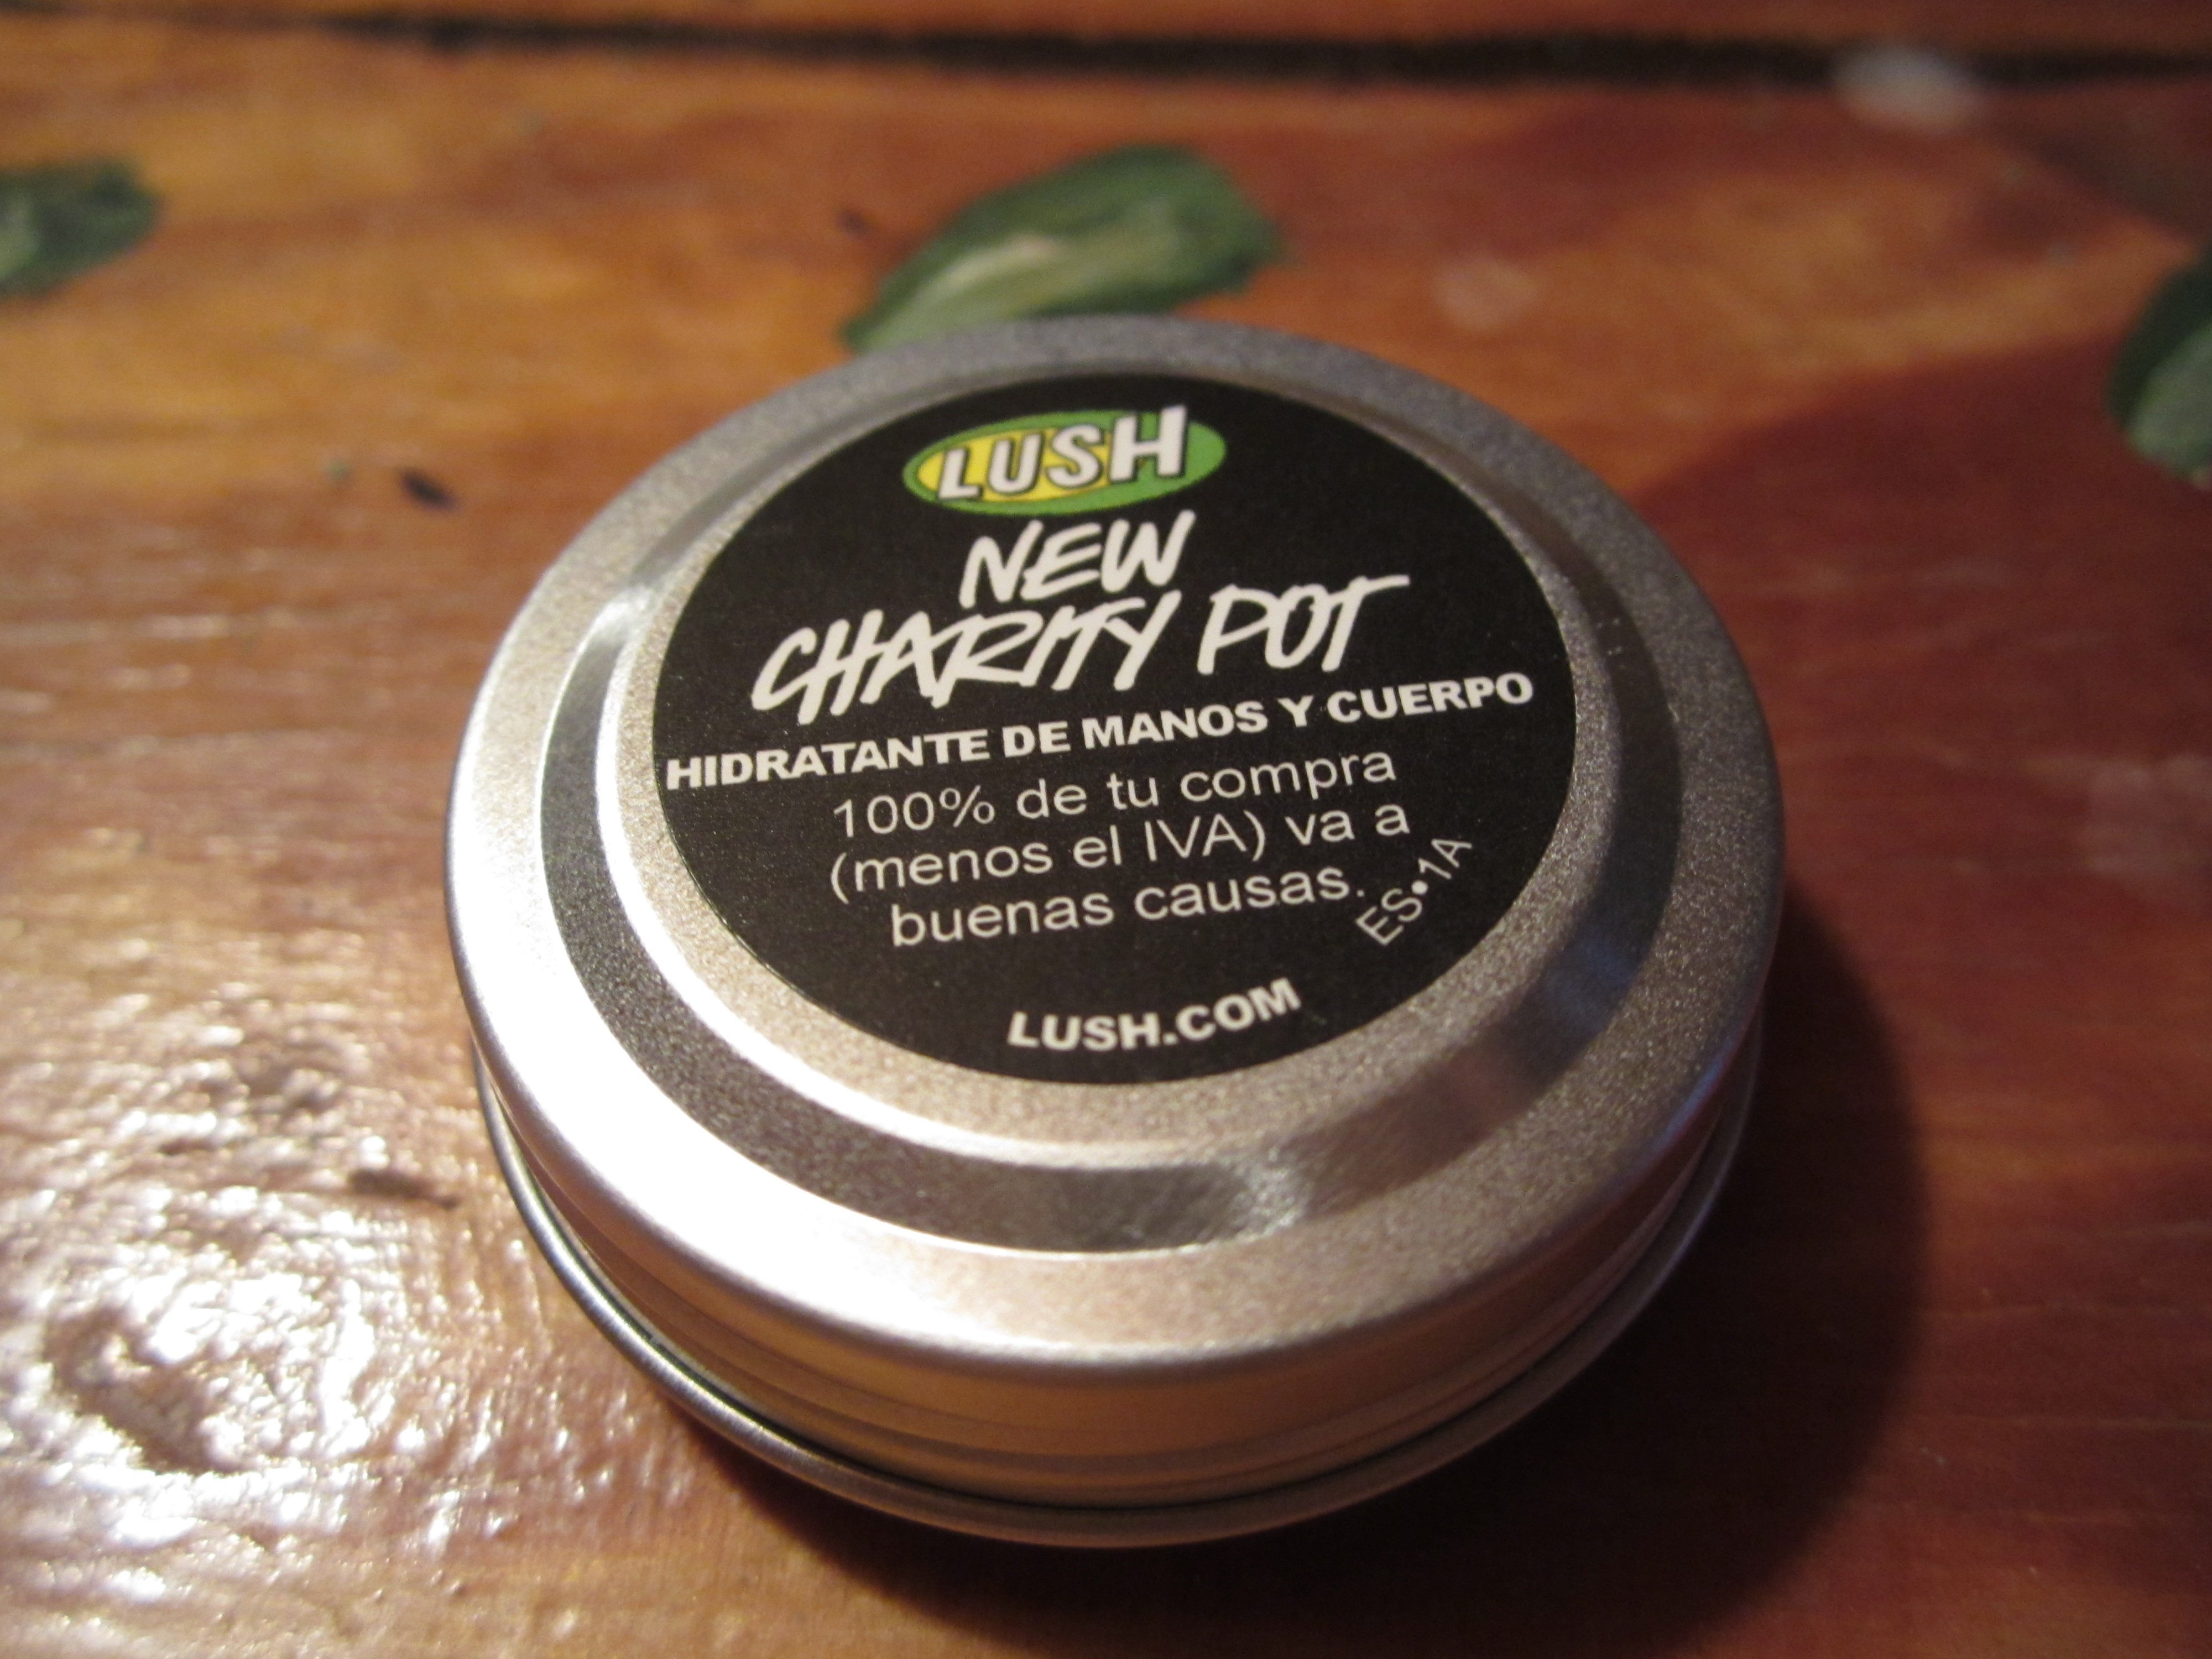 LUSH
NEW
CHARITY POT
HIDRATANTE DE MANOS Y CUERPO
100% de tu compra
(menos el IVA) va a
buenas causas.
ES•1A
LUSH.COM